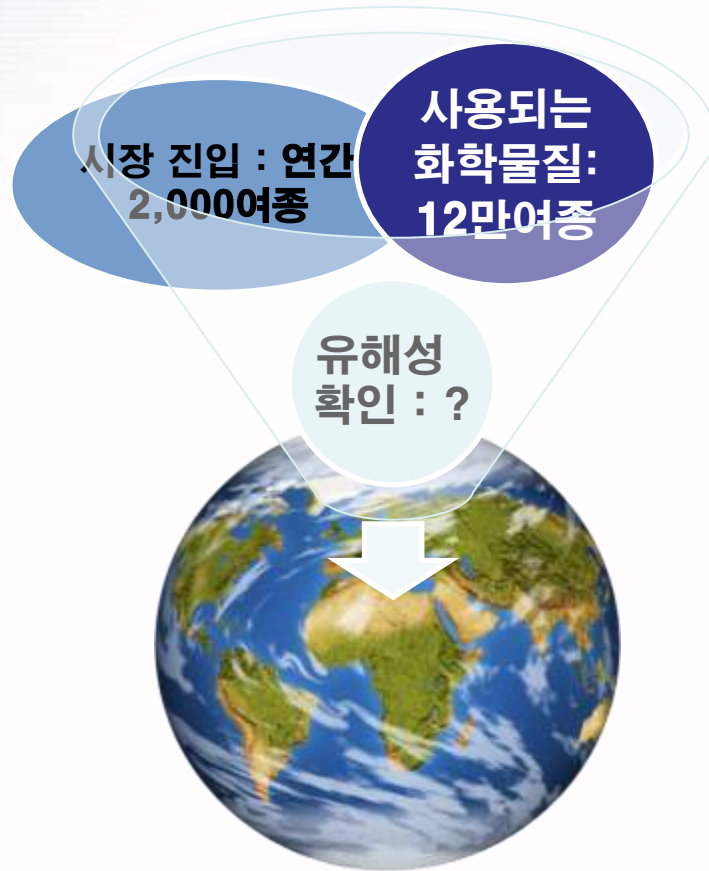 시장 진입 : 연간
2,000여종
사용되는
화학물질:
12만여종
유해성
확인 : ?